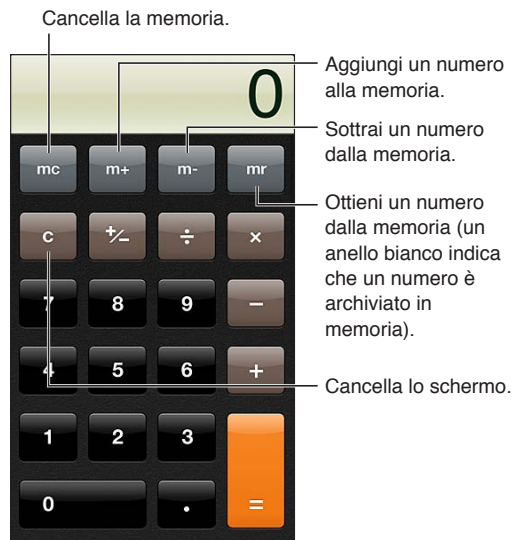 Cancella la memoria.
Aggiungi un numero
alla memoria.
Sottrai un numero
dalla memoria.
Ottieni un numero
dalla memoria (un
anello bianco indica
che un numero è
archiviato in
memoria).
Cancella lo schermo.
0
mc m+ m- mr
c +/- ÷ ×
7 8 9 −
4 5 6 +
1 2 3
0 . =